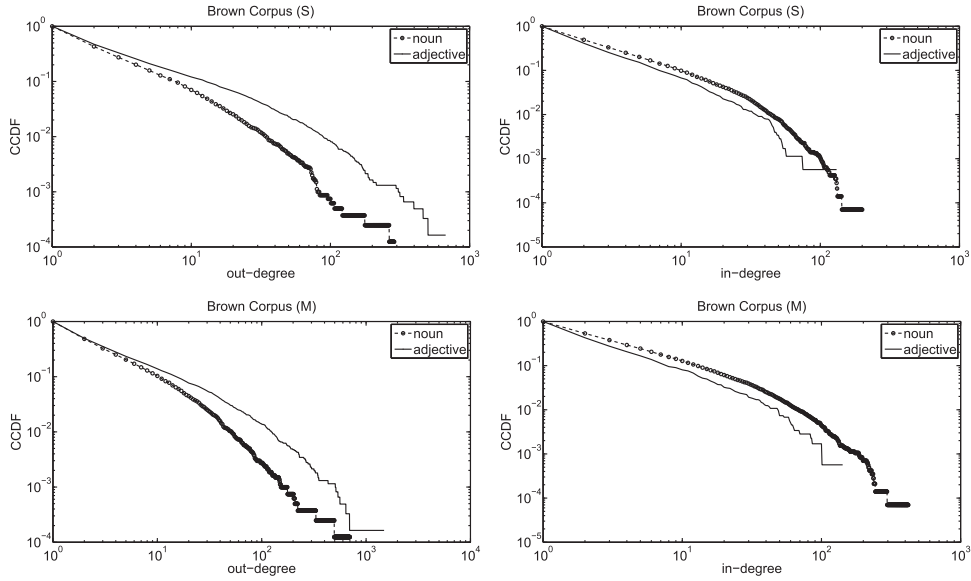 Brown Corpus (S)
noun
adjective
CCDF
10^0
10^-1
10^-2
10^-3
10^-4
10^0
10^1
10^2
10^3
out-degree
Brown Corpus (S)
noun
adjective
CCDF
10^0
10^-1
10^-2
10^-3
10^-4
10^-5
10^0
10^1
10^2
10^3
in-degree
Brown Corpus (M)
noun
adjective
CCDF
10^0
10^-1
10^-2
10^-3
10^-4
10^0
10^1
10^2
10^3
10^4
out-degree
Brown Corpus (M)
noun
adjective
CCDF
10^0
10^-1
10^-2
10^-3
10^-4
10^-5
10^0
10^1
10^2
10^3
in-degree